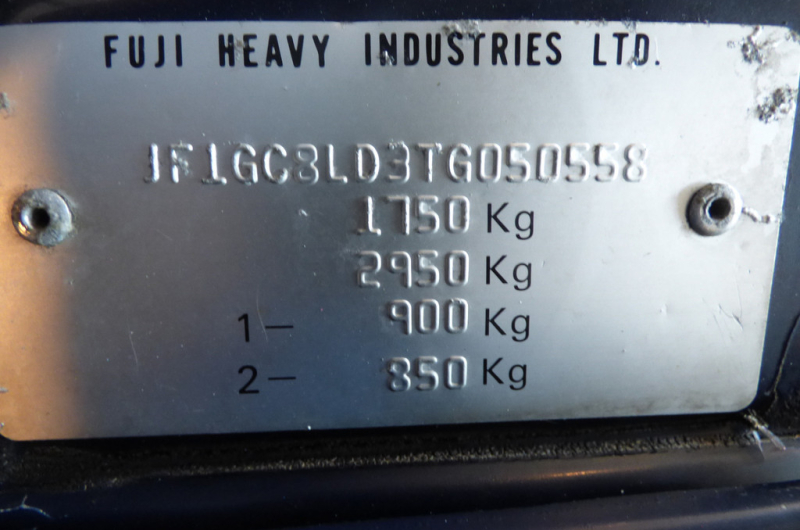 FUJI HEAVY INDUSTRIES LTD.
JF1GC8LD3TG050558
1750 Kg
2950 Kg
1— 900 Kg
2— 850 Kg